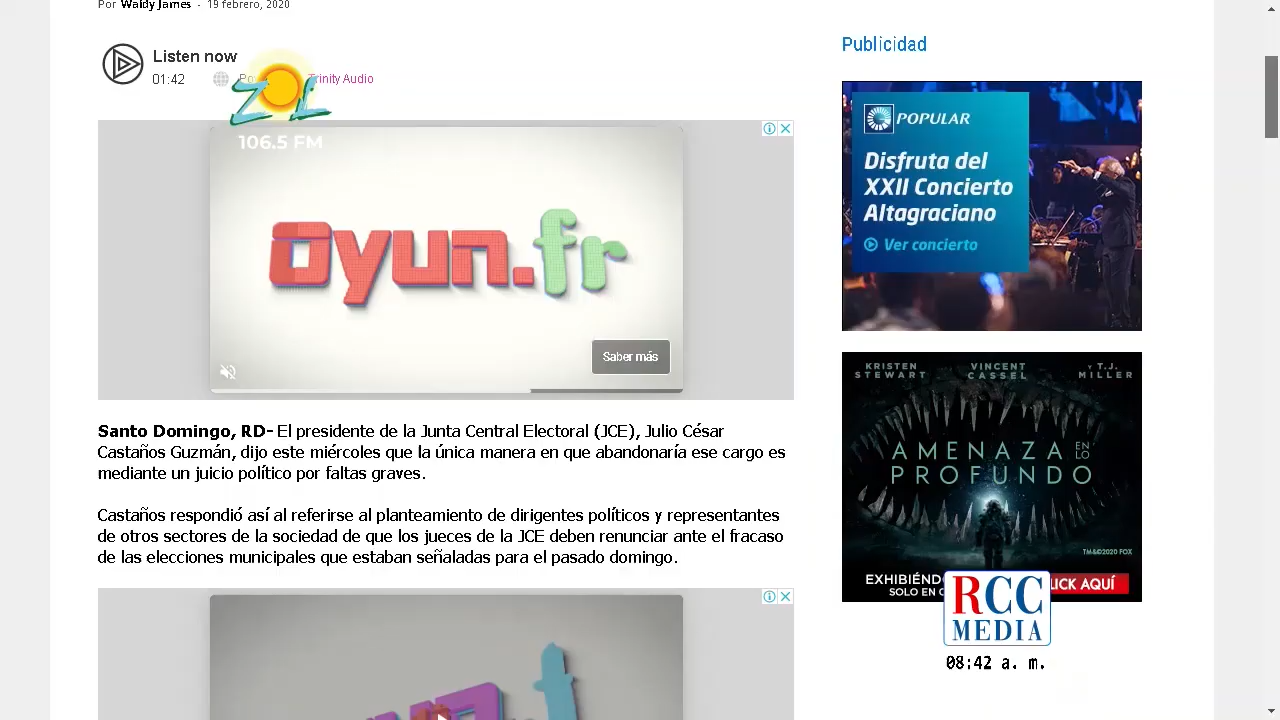 Por Waldy James - 19 febrero, 2020
Listen now
01:42
Trinity Audio
ZOL
106.5 FM
oyun.fr
Saber más
Santo Domingo, RD- El presidente de la Junta Central Electoral (JCE), Julio César
Castaños Guzmán, dijo este miércoles que la única manera en que abandonaría ese cargo es
mediante un juicio político por faltas graves.
Castaños respondió así al referirse al planteamiento de dirigentes políticos y representantes
de otros sectores de la sociedad de que los jueces de la JCE deben renunciar ante el fracaso
de las elecciones municipales que estaban señaladas para el pasado domingo.
Publicidad
POPULAR
Disfruta del
XXII Concierto
Altagraciano
Ver concierto
KRISTEN STEWART
VINCENT CASSEL
Y T.J. MILLER
AMENAZA EN LO
PROFUNDO
TM&©2020 FOX
SOLO EN
CLICK AQUÍ
RCC
MEDIA
08:42 a. m.